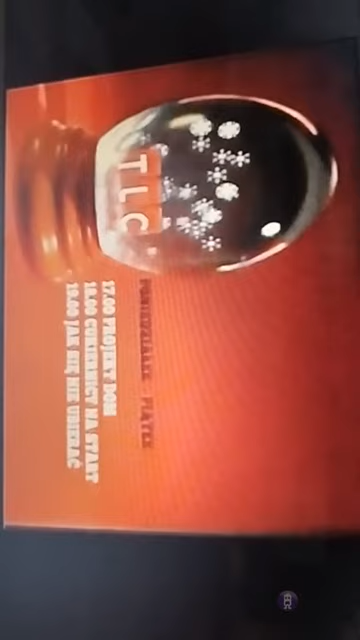 TLC
PONIEDZIAŁEK - PIĄTEK
17.00 PROJEKT DOM
18.00 CUKIERNICY NA START
19.00 JAK SIĘ NIE UBIERAĆ